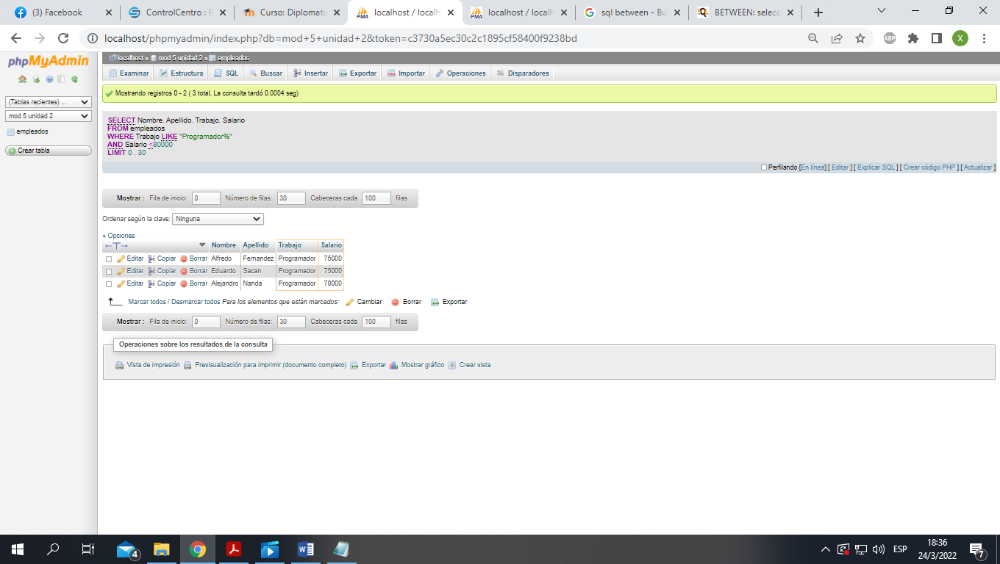 (3) Facebook
ControlCentro : P
Curso: Diplomatu
localhost / localh
localhost / localh
sql between - Bu
BETWEEN: selecc
localhost/phpmyadmin/index.php?db=mod+5+unidad+2&token=c3730a5ec30c2c1895cf58400f9238bd
ABP
X
phpMyAdmin
localhost » mod 5 unidad 2 » empleados
Examinar Estructura SQL Buscar Insertar Exportar Importar Operaciones Disparadores
(Tablas recientes) ...
mod 5 unidad 2
empleados
Crear tabla
Mostrando registros 0 - 2 ( 3 total, La consulta tardó 0.0004 seg)
SELECT Nombre, Apellido, Trabajo, Salario
FROM empleados
WHERE Trabajo LIKE "Programador%"
AND Salario <80000
LIMIT 0 , 30
Perfilando [En línea] [ Editar ] [ Explicar SQL ] [ Crear código PHP ] [ Actualizar ]
Mostrar : Fila de inicio: 0 Número de filas: 30 Cabeceras cada 100 filas
Ordenar según la clave: Ninguna
+ Opciones
←T→ Nombre Apellido Trabajo Salario
Editar Copiar Borrar Alfredo Fernandez Programador 75000
Editar Copiar Borrar Eduardo Sacan Programador 75000
Editar Copiar Borrar Alejandro Nanda Programador 70000
Marcar todos / Desmarcar todos Para los elementos que están marcados: Cambiar Borrar Exportar
Mostrar : Fila de inicio: 0 Número de filas: 30 Cabeceras cada 100 filas
Operaciones sobre los resultados de la consulta
Vista de impresión Previsualización para imprimir (documento completo) Exportar Mostrar gráfico Crear vista
4
ESP
18:36
24/3/2022
7